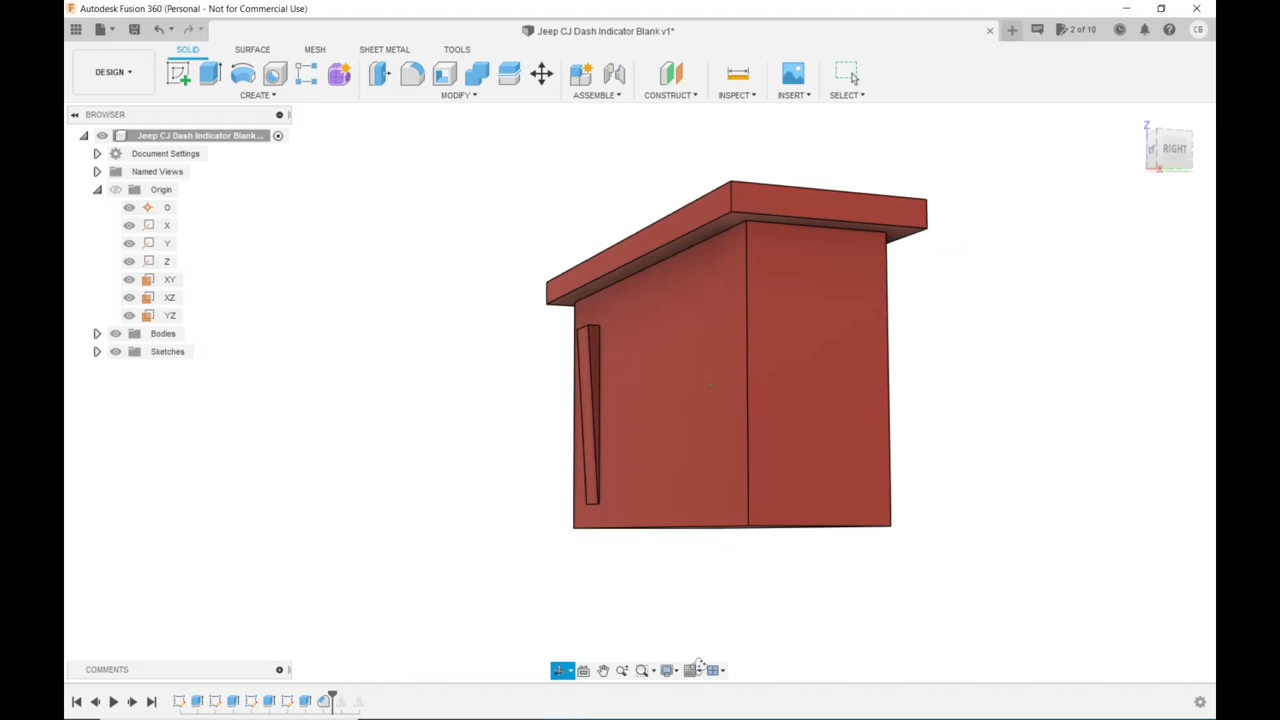 Autodesk Fusion 360 (Personal - Not for Commercial Use)
Jeep CJ Dash Indicator Blank v1*
2 of 10
CB
DESIGN
SOLID SURFACE MESH SHEET METAL TOOLS
CREATE MODIFY ASSEMBLE CONSTRUCT INSPECT INSERT SELECT
BROWSER
Jeep CJ Dash Indicator Blank...
Document Settings
Named Views
Origin
O
X
Y
Z
XY
XZ
YZ
Bodies
Sketches
Z
RIGHT
X
COMMENTS